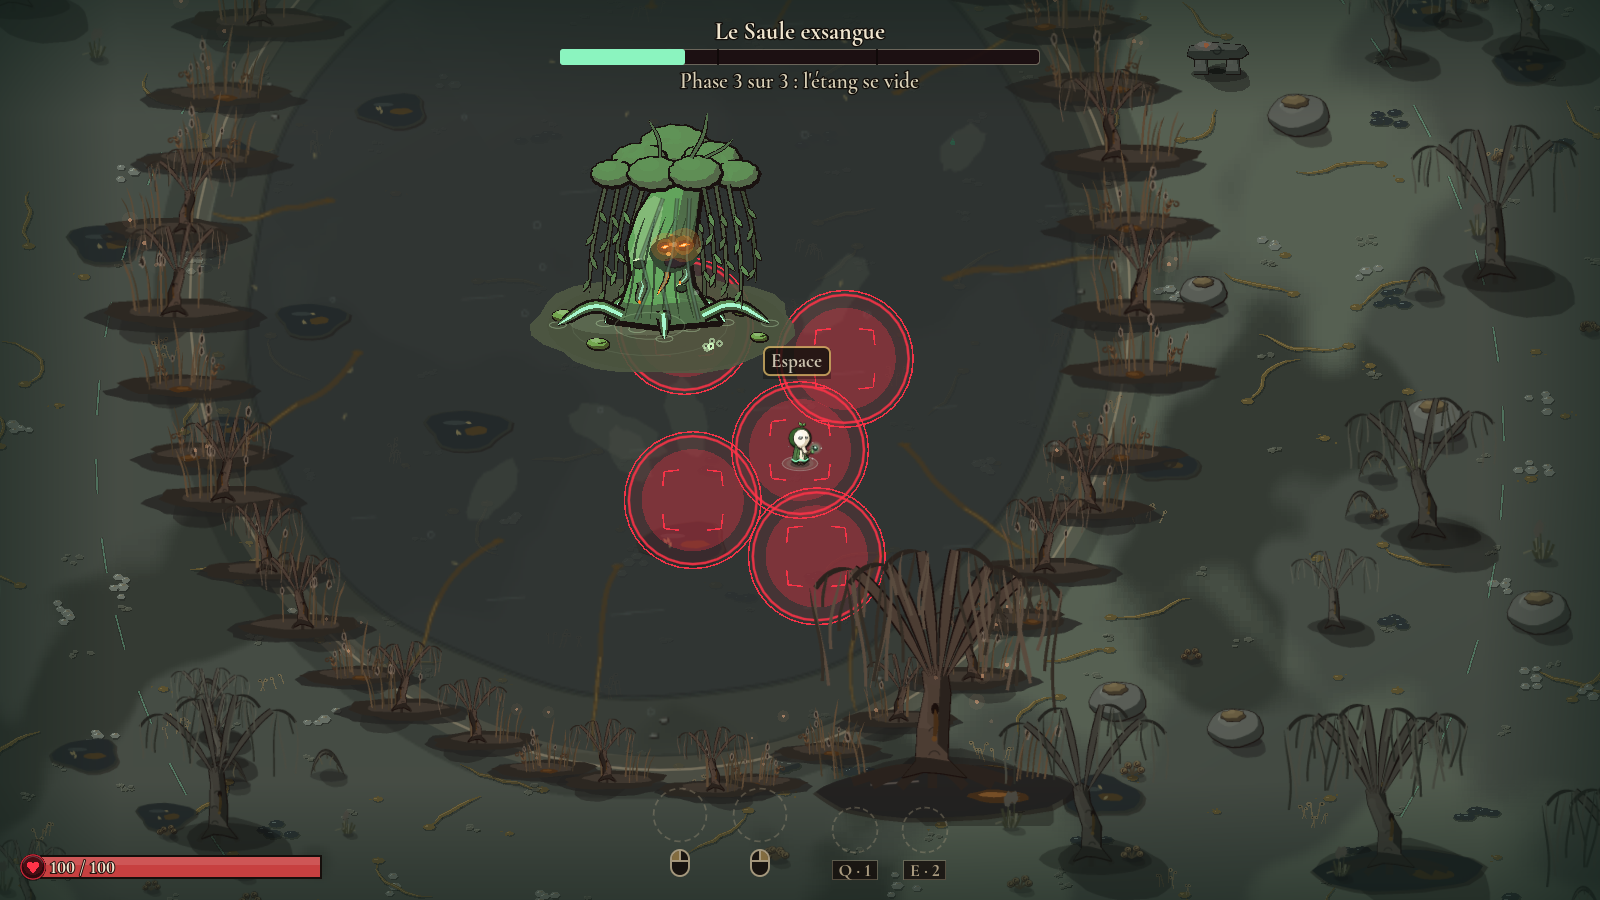 Le Saule exsangue
Phase 3 sur 3 : l'étang se vide
Espace
100 / 100
Q · 1
E · 2